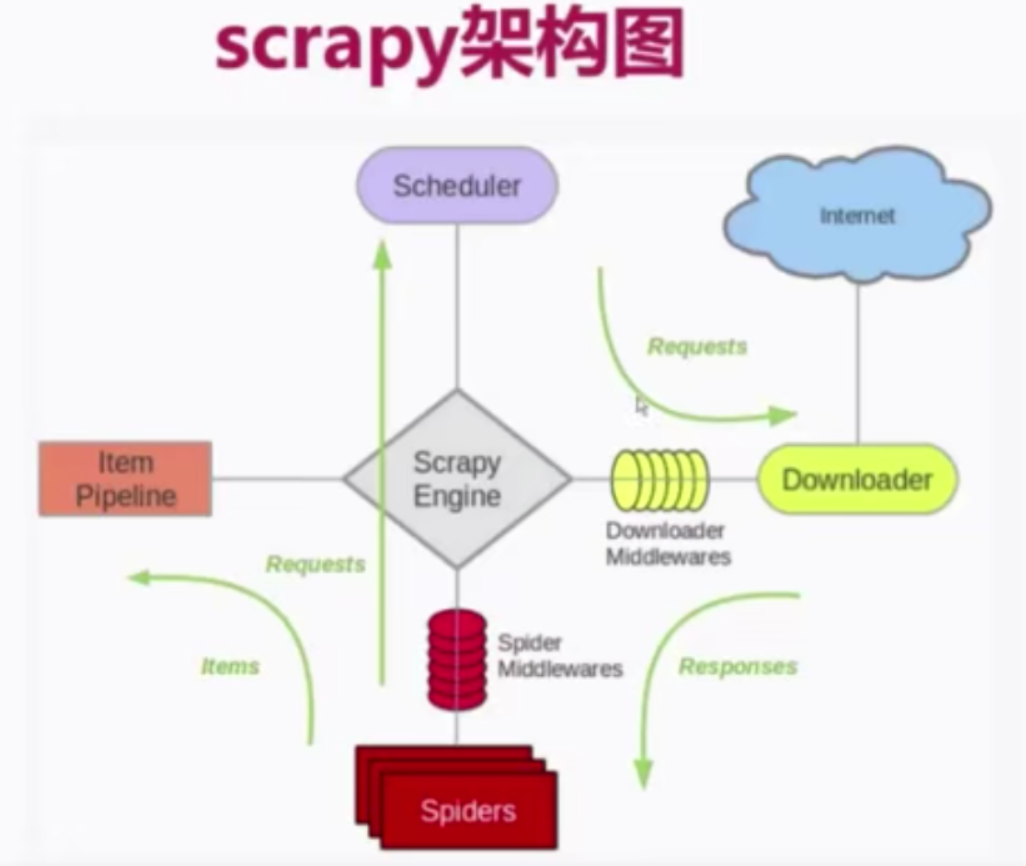 scrapy架构图
Scheduler
Internet
Requests
Item
Pipeline
Scrapy
Engine
Downloader
Downloader
Middlewares
Requests
Spider
Middlewares
Items
Responses
Spiders